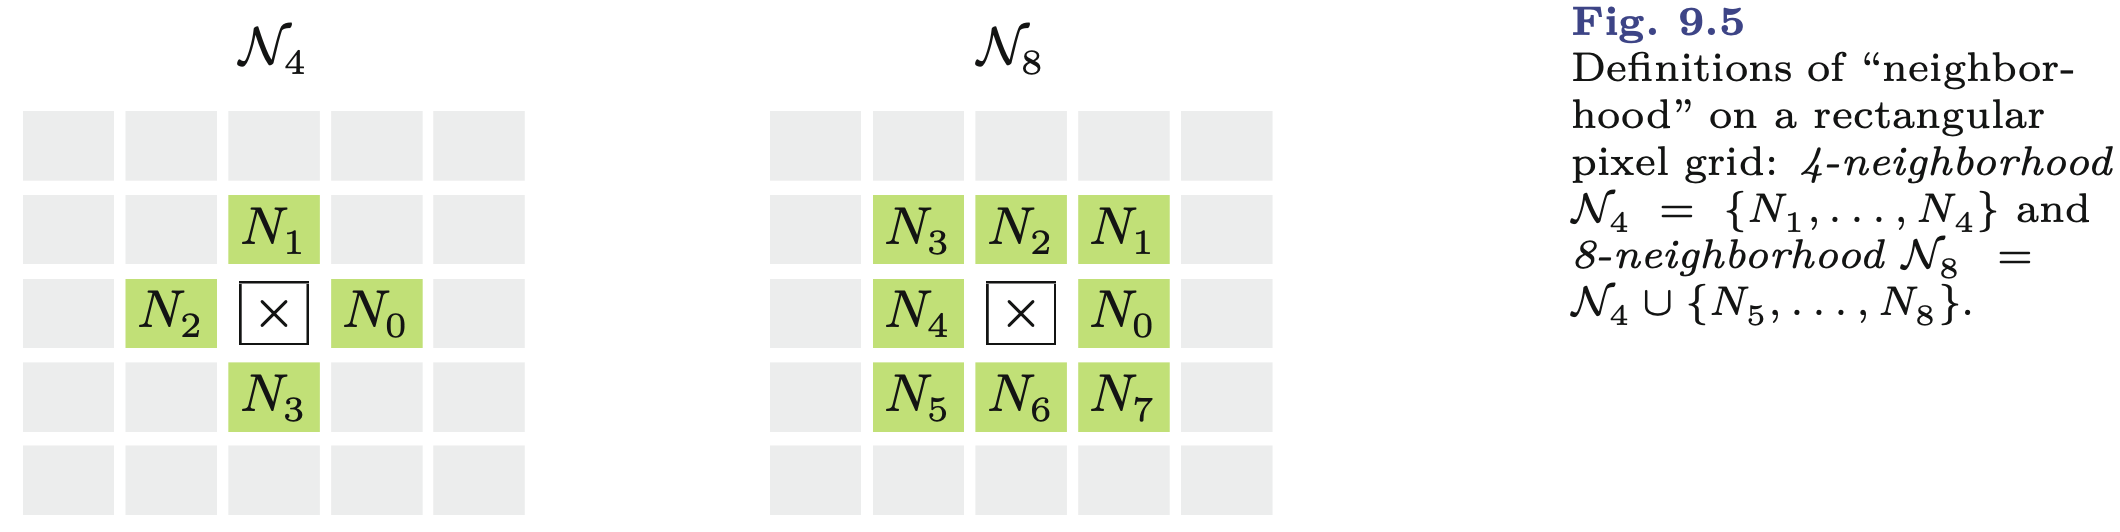 𝒩₄
N₁
N₂ × N₀
N₃
𝒩₈
N₃ N₂ N₁
N₄ × N₀
N₅ N₆ N₇
Fig. 9.5
Definitions of “neighbor-
hood” on a rectangular
pixel grid: 4-neighborhood
𝒩₄ = {N₁, . . . , N₄} and
8-neighborhood 𝒩₈ =
𝒩₄ ∪ {N₅, . . . , N₈}.